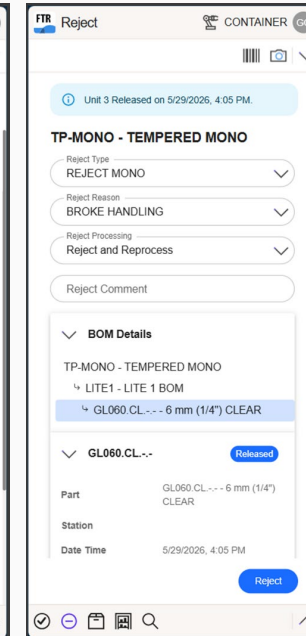 FTR Reject CONTAINER
Unit 3 Released on 5/29/2026, 4:05 PM.
TP-MONO - TEMPERED MONO
Reject Type
REJECT MONO
Reject Reason
BROKE HANDLING
Reject Processing
Reject and Reprocess
Reject Comment
BOM Details
TP-MONO - TEMPERED MONO
LITE1 - LITE 1 BOM
GL060.CL.-.- - 6 mm (1/4") CLEAR
GL060.CL.-.- Released
Part GL060.CL.-.- - 6 mm (1/4")
CLEAR
Station
Date Time 5/29/2026, 4:05 PM
Reject